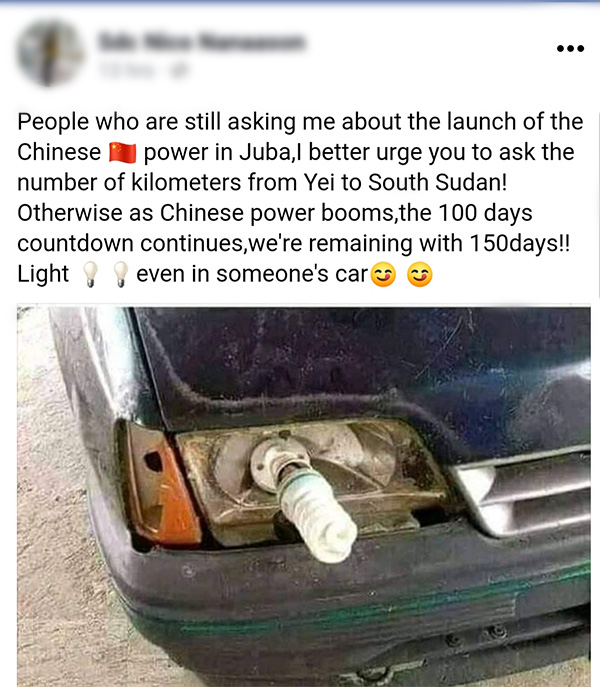 People who are still asking me about the launch of the
Chinese 🇨🇳 power in Juba,I better urge you to ask the
number of kilometers from Yei to South Sudan!
Otherwise as Chinese power booms,the 100 days
countdown continues,we're remaining with 150days!!
Light 💡 💡 even in someone's car😋 😋